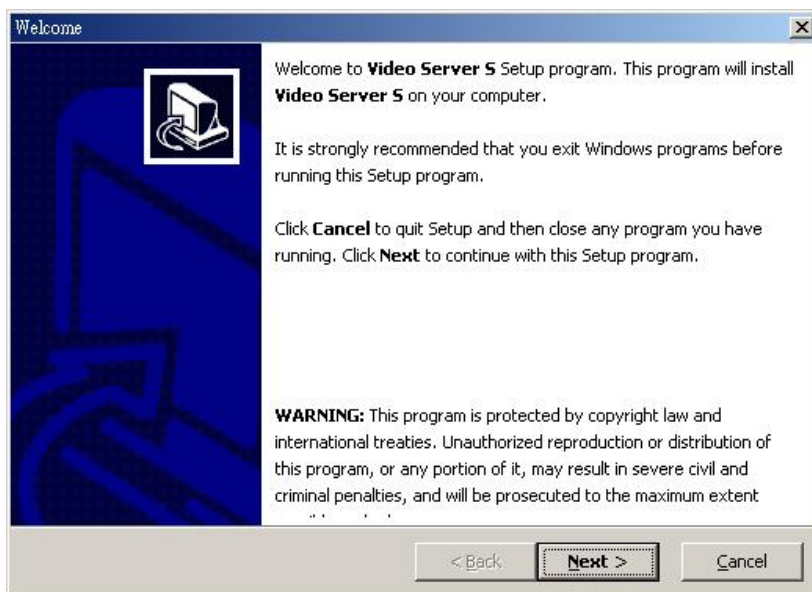 Welcome
Welcome to Video Server S Setup program. This program will install
Video Server S on your computer.
It is strongly recommended that you exit Windows programs before
running this Setup program.
Click Cancel to quit Setup and then close any program you have
running. Click Next to continue with this Setup program.
WARNING: This program is protected by copyright law and
international treaties. Unauthorized reproduction or distribution of
this program, or any portion of it, may result in severe civil and
criminal penalties, and will be prosecuted to the maximum extent
< Back
Next >
Cancel